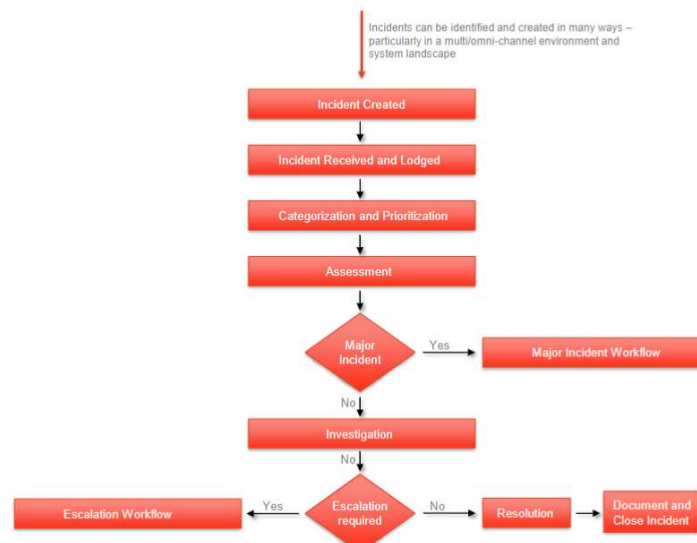 Incidents can be identified and created in many ways –
particularly in a multi/omni-channel environment and
system landscape
Incident Created
Incident Received and Lodged
Categorization and Prioritization
Assessment
Major
Incident
Yes
Major Incident Workflow
No
Investigation
No
Escalation Workflow
Yes
Escalation
required
No
Resolution
Document and
Close Incident